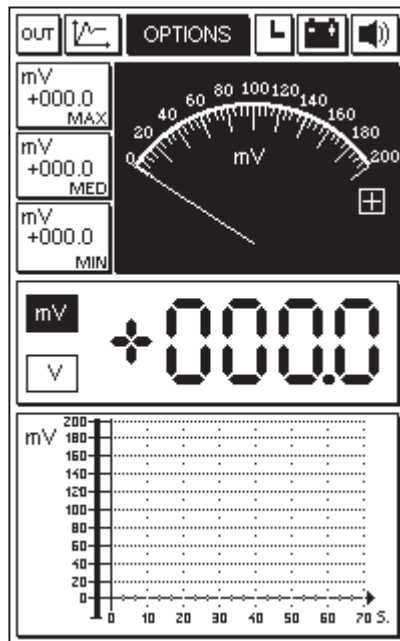 OUT OPTIONS
mV
+000.0
MAX
mV
+000.0
MED
mV
+000.0
MIN
0 20 40 60 80 100 120 140 160 180 200
mV
mV
V
+000.0
mV
200
180
160
140
120
100
80
60
40
20
0
0 10 20 30 40 50 60 70 S.